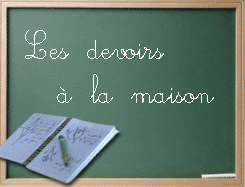 Les devoirs
à la maison